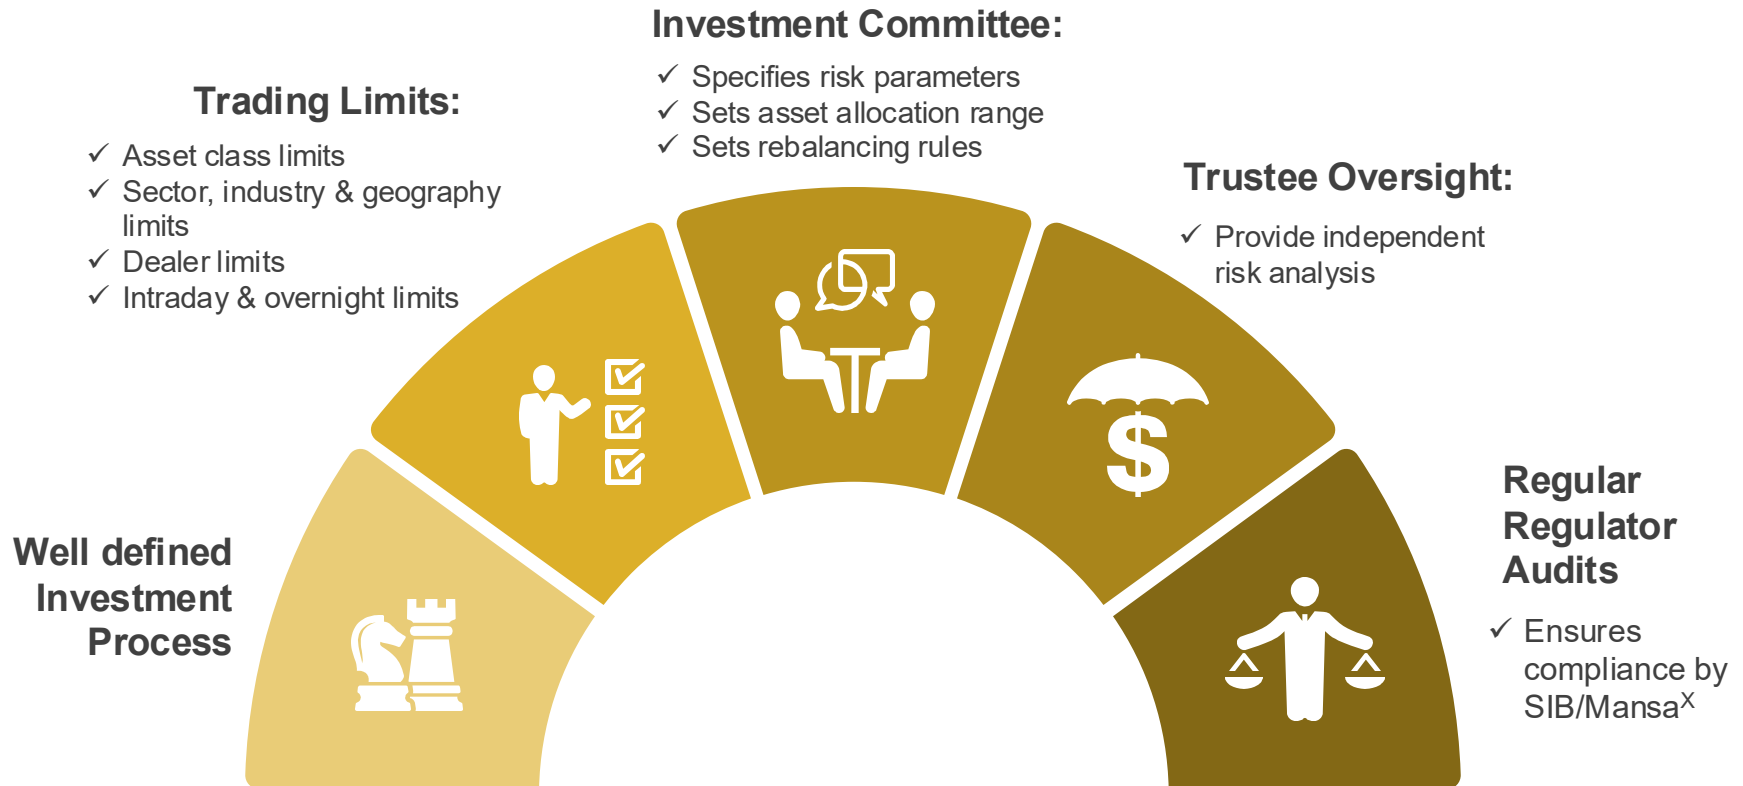 Investment Committee:
✓ Specifies risk parameters
✓ Sets asset allocation range
✓ Sets rebalancing rules
Trading Limits:
✓ Asset class limits
✓ Sector, industry & geography
limits
✓ Dealer limits
✓ Intraday & overnight limits
Trustee Oversight:
✓ Provide independent
risk analysis
Well defined
Investment
Process
Regular
Regulator
Audits
✓ Ensures
compliance by
SIB/Mansaˣ
$